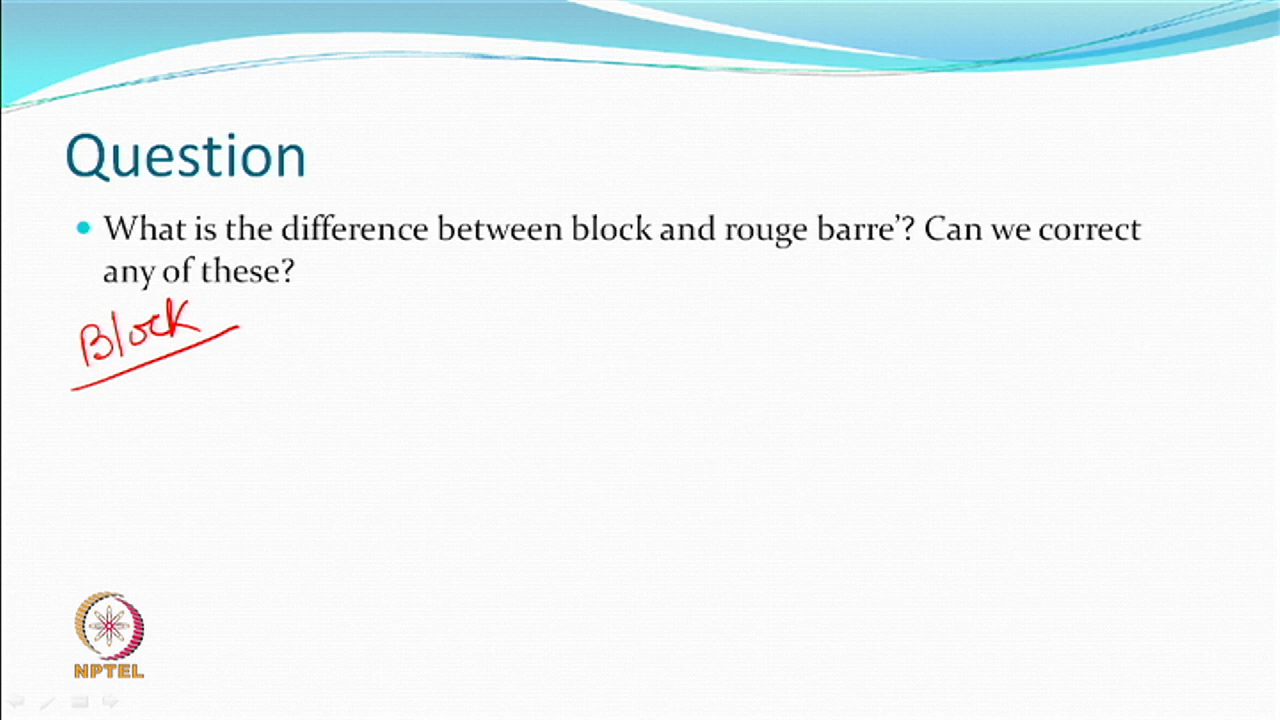 Question
What is the difference between block and rouge barre’? Can we correct
any of these?
Block
NPTEL